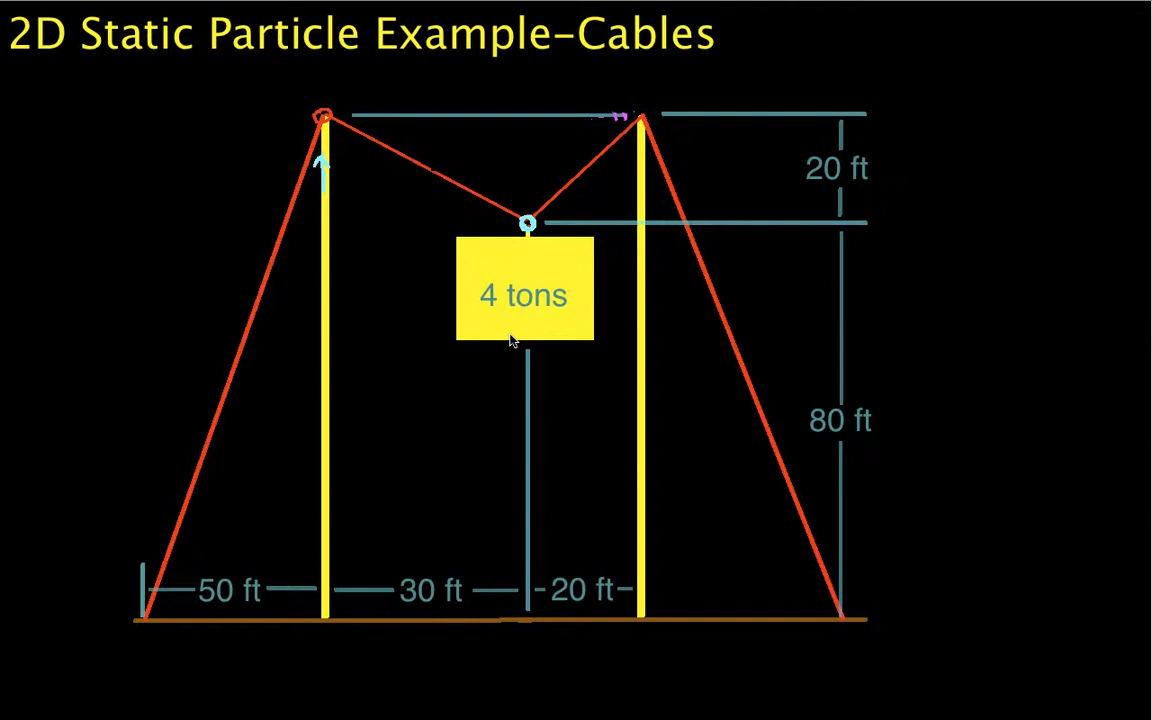 2D Static Particle Example-Cables
20 ft
4 tons
80 ft
50 ft
30 ft
20 ft